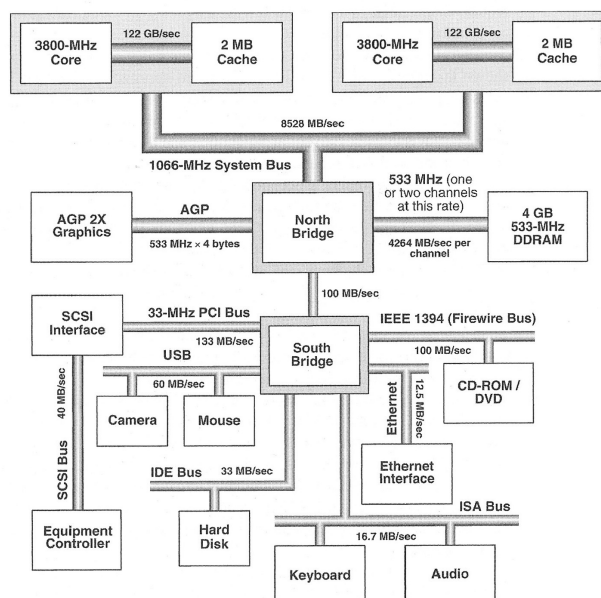 122 GB/sec
3800-MHz
Core
2 MB
Cache
122 GB/sec
3800-MHz
Core
2 MB
Cache
8528 MB/sec
1066-MHz System Bus
533 MHz (one
or two channels
at this rate)
AGP 2X
Graphics
AGP
533 MHz × 4 bytes
North
Bridge
4264 MB/sec per
channel
4 GB
533-MHz
DDRAM
100 MB/sec
SCSI
Interface
33-MHz PCI Bus
133 MB/sec
South
Bridge
IEEE 1394 (Firewire Bus)
100 MB/sec
CD-ROM /
DVD
USB
60 MB/sec
Camera
Mouse
40 MB/sec
SCSI Bus
Ethernet
12.5 MB/sec
Ethernet
Interface
IDE Bus
33 MB/sec
Hard
Disk
Equipment
Controller
ISA Bus
16.7 MB/sec
Keyboard
Audio